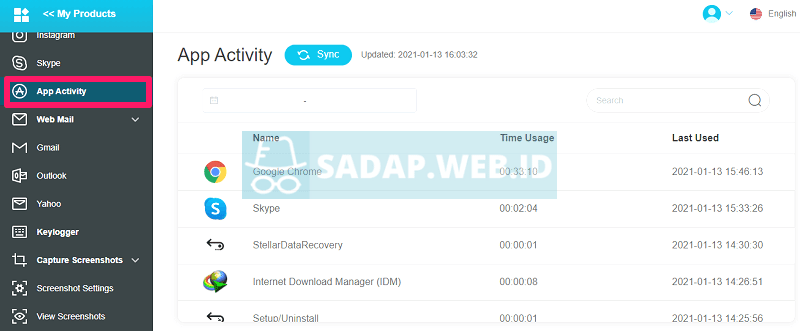 << My Products
English
Instagram
Skype
App Activity
Web Mail
Gmail
Outlook
Yahoo
Keylogger
Capture Screenshots
Screenshot Settings
View Screenshots
App Activity Sync Updated: 2021-01-13 16:03:32
- Search
Name Time Usage Last Used
Google Chrome 00:33:10 2021-01-13 15:46:13
SADAP.WEB.ID
Skype 00:02:04 2021-01-13 15:33:26
StellarDataRecovery 00:00:01 2021-01-13 14:30:30
Internet Download Manager (IDM) 00:00:08 2021-01-13 14:26:51
Setup/Uninstall 00:00:01 2021-01-13 14:25:56